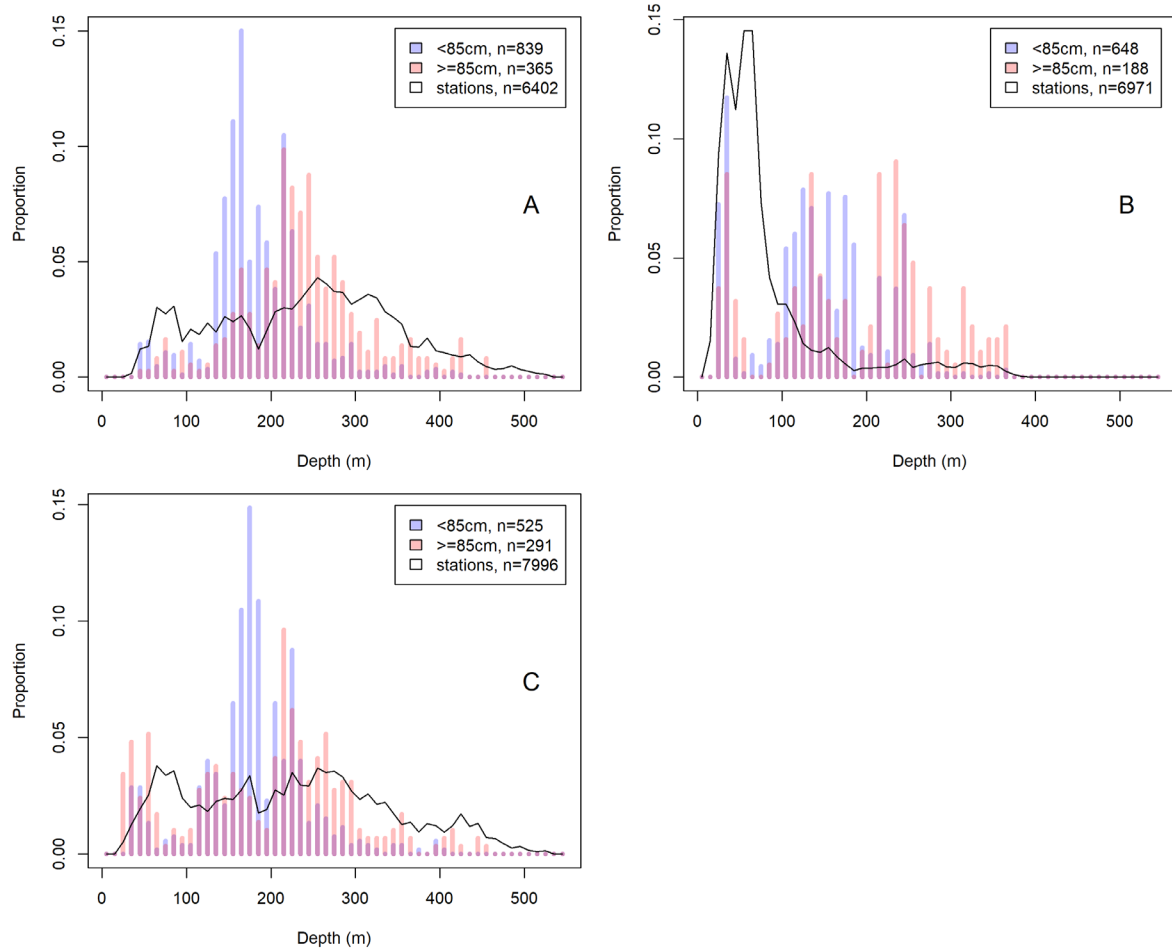 0.15
0.10
0.05
0.00
Proportion
<85cm, n=839
>=85cm, n=365
stations, n=6402
A
0 100 200 300 400 500
Depth (m)
0.15
0.10
0.05
0.00
Proportion
<85cm, n=648
>=85cm, n=188
stations, n=6971
B
0 100 200 300 400 500
Depth (m)
0.15
0.10
0.05
0.00
Proportion
<85cm, n=525
>=85cm, n=291
stations, n=7996
C
0 100 200 300 400 500
Depth (m)